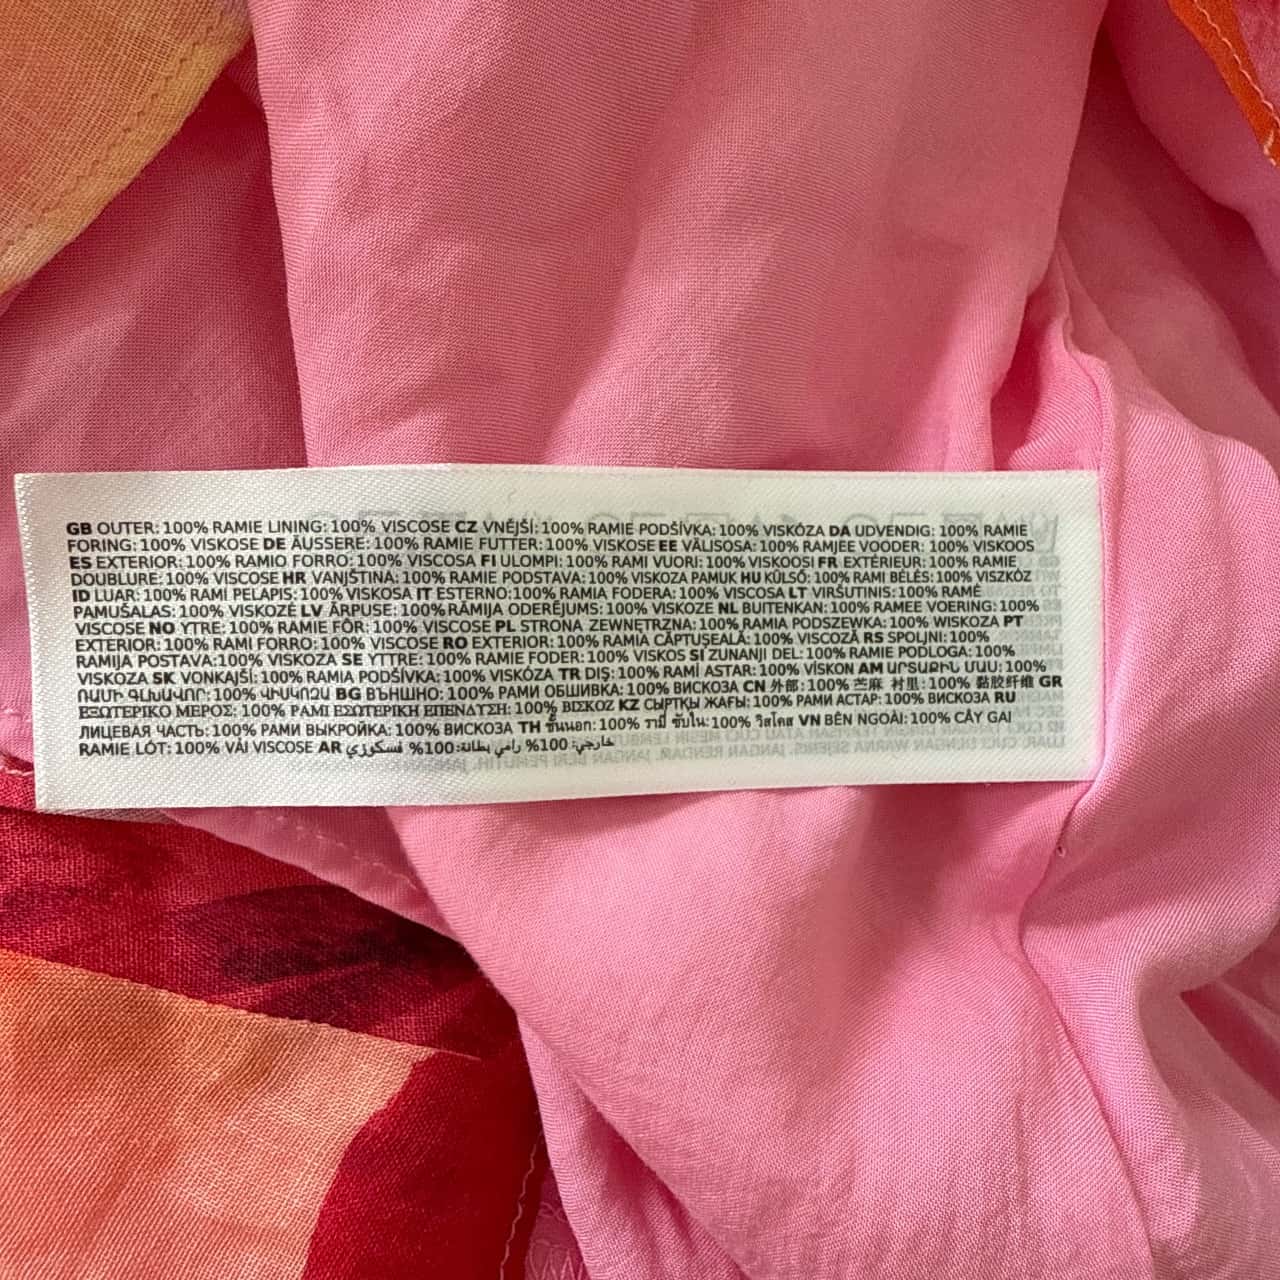 GB OUTER: 100% RAMIE LINING: 100% VISCOSE CZ VNĚJŠÍ: 100% RAMIE PODŠÍVKA: 100% VISKÓZA DA UDVENDIG: 100% RAMIE
FORING: 100% VISKOSE DE ÄUSSERE: 100% RAMIE FUTTER: 100% VISKOSE EE VÄLISOSA: 100% RAMJEE VOODER: 100% VISKOOS
ES EXTERIOR: 100% RAMIO FORRO: 100% VISCOSA FI ULOMPI: 100% RAMI VUORI: 100% VISKOOSI FR EXTÉRIEUR: 100% RAMIE
DOUBLURE: 100% VISCOSE HR VANJŠTINA: 100% RAMIE PODSTAVA: 100% VISKOZA PAMUK HU KÜLSŐ: 100% RAMI BÉLÉS: 100% VISZKÓZ
ID LUAR: 100% RAMI PELAPIS: 100% VISKOSA IT ESTERNO: 100% RAMIA FODERA: 100% VISCOSA LT VIRŠUTINIS: 100% RAMĖ
PAMUŠALAS: 100% VISKOZĖ LV ĀRPUSE: 100% RĀMIJA ODERĒJUMS: 100% VISKOZE NL BUITENKAN: 100% RAMEE VOERING: 100%
VISCOSE NO YTRE: 100% RAMIE FÔR: 100% VISKOSE PL STRONA ZEWNĘTRZNA: 100% RAMIA PODSZEWKA: 100% WISKOZA PT
EXTERIOR: 100% RAMI FORRO: 100% VISCOSE RO EXTERIOR: 100% RAMIA CĂPTUȘEALĂ: 100% VISCOZĂ RS SPOLJNI: 100%
RAMIJA POSTAVA: 100% VISKOZA SE YTTRE: 100% RAMIE FODER: 100% VISKOS SI ZUNANJI DEL: 100% RAMIE PODLOGA: 100%
VISKOZA SK VONKAJŠÍ: 100% RAMIA PODŠÍVKA: 100% VISKÓZA TR DIŞ: 100% RAMİ ASTAR: 100% VİSKON AM ԱՐՏԱՔԻՆ ՄԱՍ: 100%
ՌԱՄԻ ԳԼԽԱՎՈՐ: 100% ՎԻՍԿՈԶԱ BG ВЪНШНО: 100% РАМИ ОБШИВКА: 100% ВИСКОЗА CN 外部: 100% 苎麻 衬里: 100% 黏胶纤维 GR
ΕΞΩΤΕΡΙΚΟ ΜΕΡΟΣ: 100% ΡΑΜΙ ΕΣΩΤΕΡΙΚΗ ΕΠΕΝΔΥΣΗ: 100% ΒΙΣΚΟΖ KZ СЫРТҚЫ ЖАҒЫ: 100% РАМИ АСТАР: 100% ВИСКОЗА RU
ЛИЦЕВАЯ ЧАСТЬ: 100% РАМИ ВЫКРОЙКА: 100% ВИСКОЗА TH ชั้นนอก: 100% รามี่ ซับใน: 100% วิสโคส VN BÊN NGOÀI: 100% CÂY GAI
RAMIE LÓT: 100% VẢI VISCOSE AR خارجي: 100% رامي بطانة: 100% فسكوزي